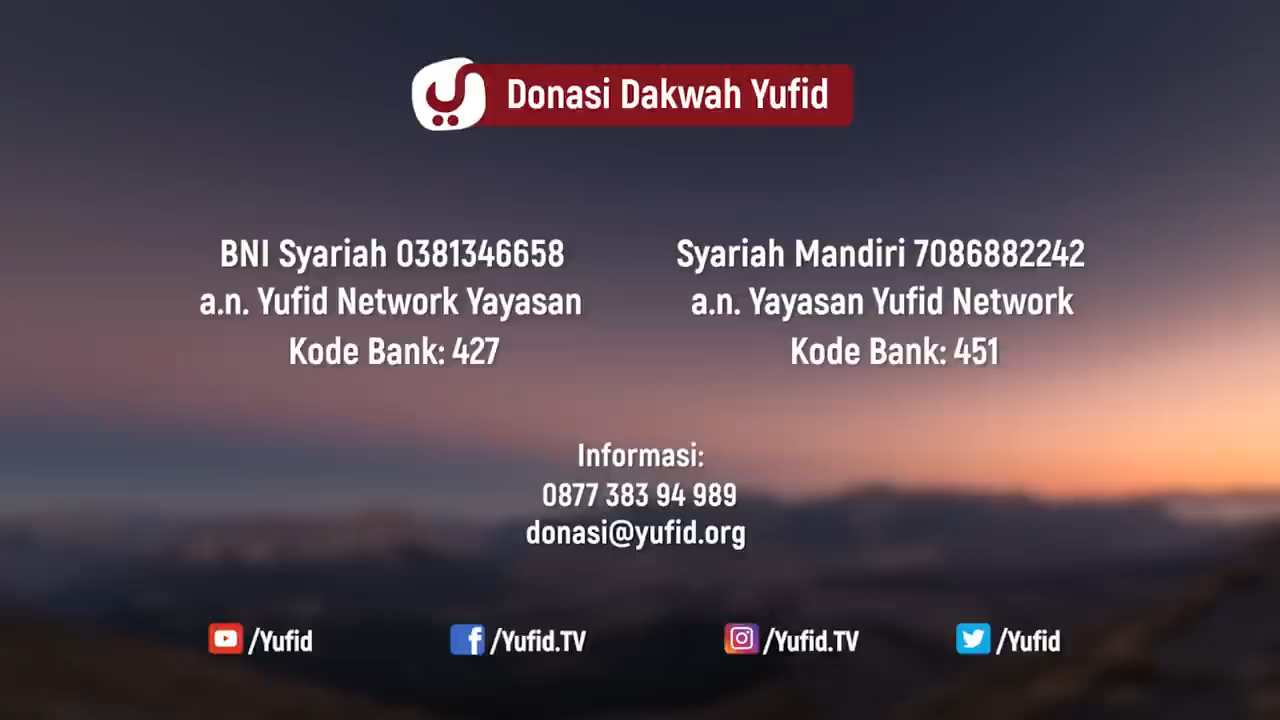 Donasi Dakwah Yufid
BNI Syariah 0381346658
a.n. Yufid Network Yayasan
Kode Bank: 427
Syariah Mandiri 7086882242
a.n. Yayasan Yufid Network
Kode Bank: 451
Informasi:
0877 383 94 989
donasi@yufid.org
/Yufid
/Yufid.TV
/Yufid.TV
/Yufid